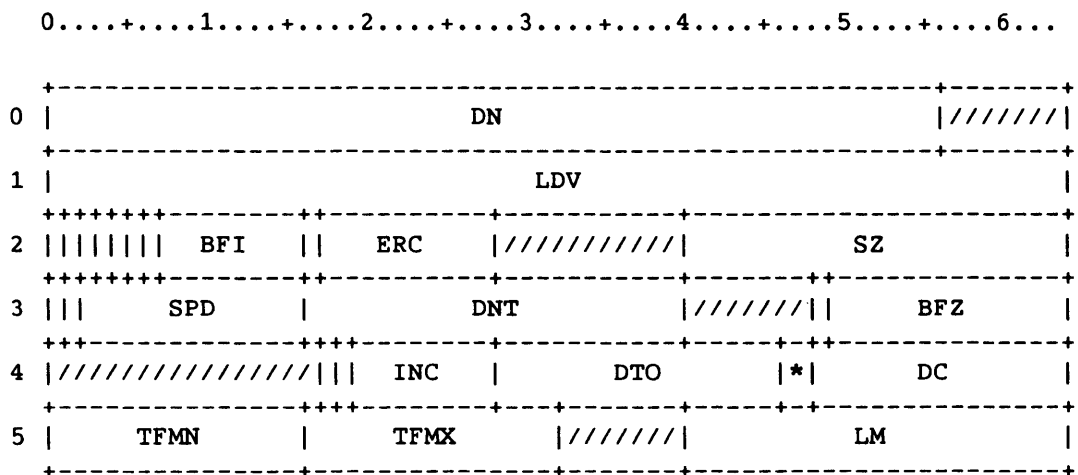 0....+....1....+....2....+....3....+....4....+....5....+....6...
+-------------------------------------------------------+-------+
0 |                          DN                           |///////|
+-------------------------------------------------------+-------+
1 |                              LDV                              |
++++++++--------++----------+-----------+-----------------------+
2 ||||||||  BFI   ||   ERC    |///////////|          SZ           |
++++++++--------++----------+-----------+-------++--------------+
3 |||     SPD     |          DNT          |///////||     BFZ      |
+++-------------++++--------+-----------+-----+-++--------------+
4 |////////////////|||  INC   |       DTO       |*|      DC       |
+---------------++++--------+---+-------+-----+-+---------------+
5 |     TFMN      |     TFMX      |///////|          LM           |
+---------------+---------------+-------+-----------------------+